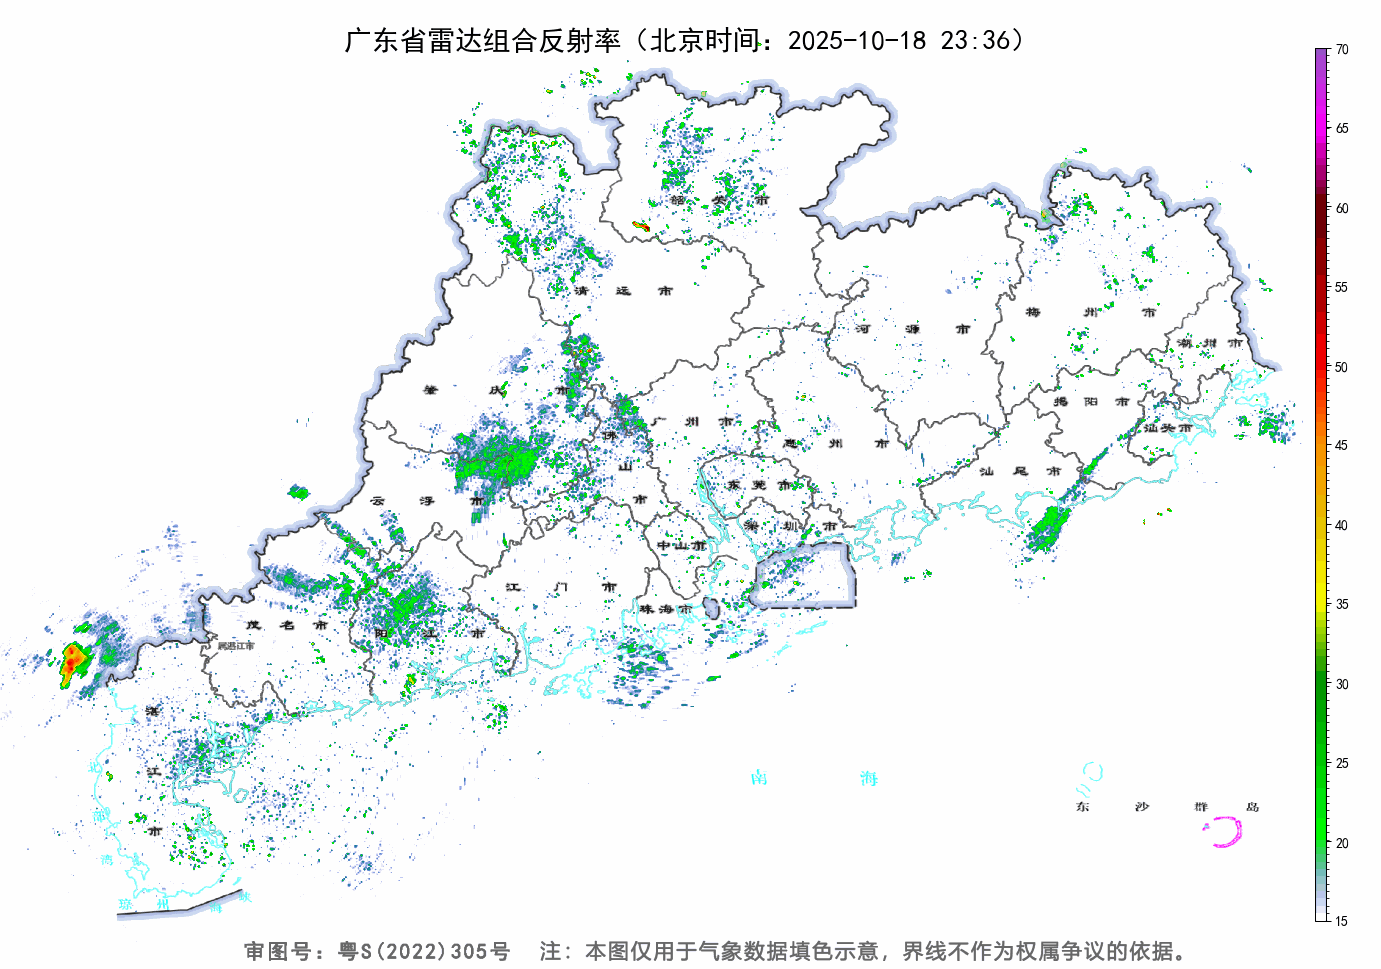 广东省雷达组合反射率（北京时间：2025-10-18 23:36）
70
65
60
55
50
45
40
35
30
25
20
15
韶关市
清远市
河源市
梅州市
潮州市
肇庆市
揭阳市
汕头市
广州市
佛山市
惠州市
汕尾市
云浮市
东莞市
深圳市
中山市
江门市
珠海市
茂名市
阳江市
属湛江市
湛江市
南海
东沙群岛
湾
琼州海峡
审图号：粤S(2022)305号 注：本图仅用于气象数据填色示意，界线不作为权属争议的依据。